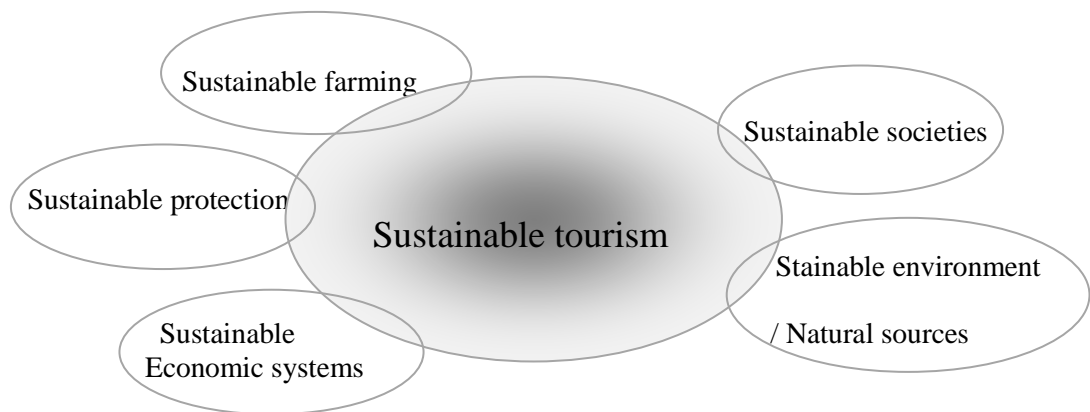 Sustainable farming
Sustainable societies
Sustainable protection
Sustainable tourism
Stainable environment
/ Natural sources
Sustainable
Economic systems